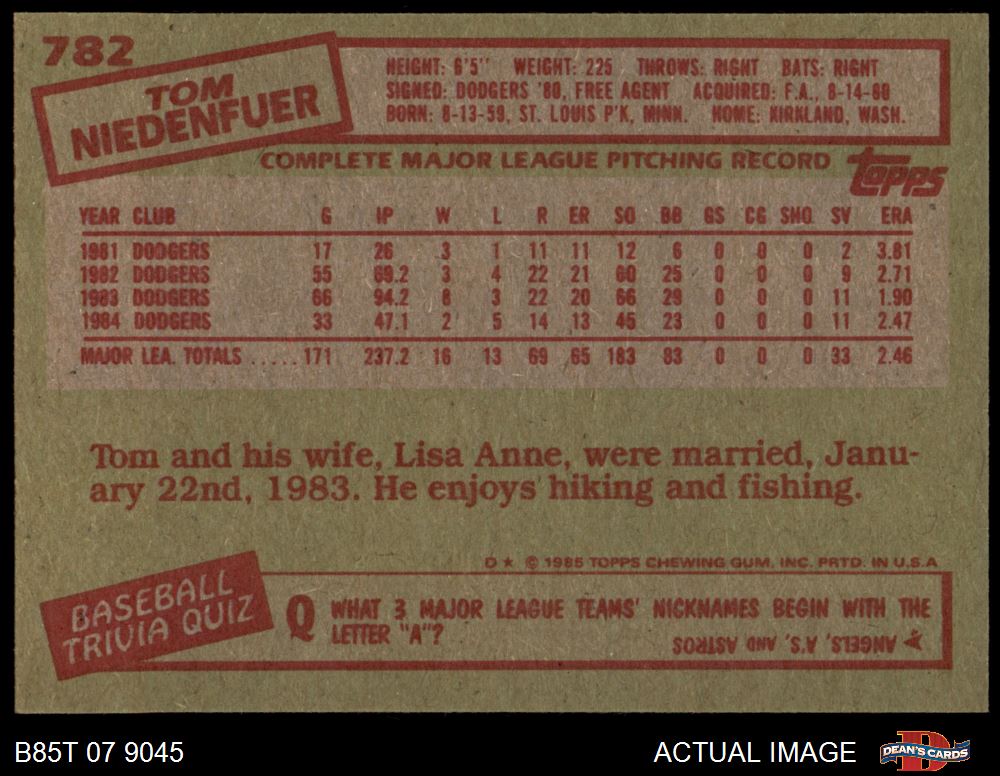 782
TOM
NIEDENFUER
HEIGHT: 6'5" WEIGHT: 225 THROWS: RIGHT BATS: RIGHT
SIGNED: DODGERS '80, FREE AGENT ACQUIRED: F.A., 8-14-80
BORN: 8-13-59, ST. LOUIS P'K, MINN. HOME: KIRKLAND, WASH.
COMPLETE MAJOR LEAGUE PITCHING RECORD
topps
YEAR CLUB G IP W L R ER SO BB GS CG SHO SV ERA
1981 DODGERS 17 26 3 1 11 11 12 6 0 0 0 2 3.81
1982 DODGERS 55 69.2 3 4 22 21 60 25 0 0 0 9 2.71
1983 DODGERS 66 94.2 8 3 22 20 66 29 0 0 0 11 1.90
1984 DODGERS 33 47.1 2 5 14 13 45 23 0 0 0 11 2.47
MAJOR LEA. TOTALS ..... 171 237.2 16 13 69 65 183 83 0 0 0 33 2.46
Tom and his wife, Lisa Anne, were married, Janu-
ary 22nd, 1983. He enjoys hiking and fishing.
D★ © 1985 TOPPS CHEWING GUM, INC. PRTD. IN U.S.A
BASEBALL
TRIVIA QUIZ
Q WHAT 3 MAJOR LEAGUE TEAMS' NICKNAMES BEGIN WITH THE
LETTER "A"?
A ANGELS, A'S, AND ASTROS
B85T 07 9045
ACTUAL IMAGE
D
DEAN'S CARDS